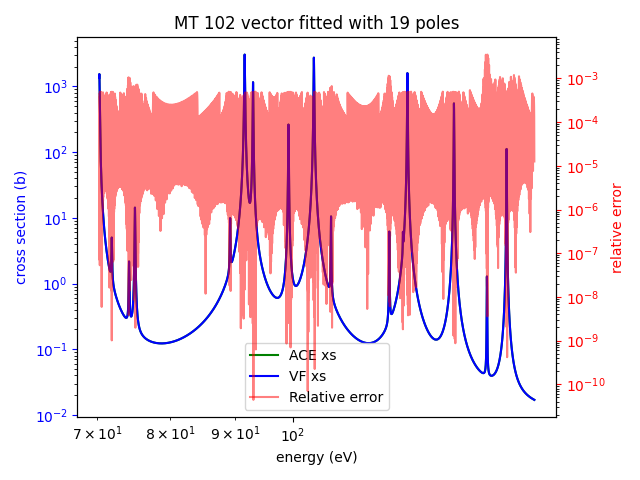 MT 102 vector fitted with 19 poles
10³
10²
10¹
10⁰
10⁻¹
10⁻²
cross section (b)
10⁻³
10⁻⁴
10⁻⁵
10⁻⁶
10⁻⁷
10⁻⁸
10⁻⁹
10⁻¹⁰
relative error
ACE xs
VF xs
Relative error
7 × 10¹ 8 × 10¹ 9 × 10¹ 10²
energy (eV)